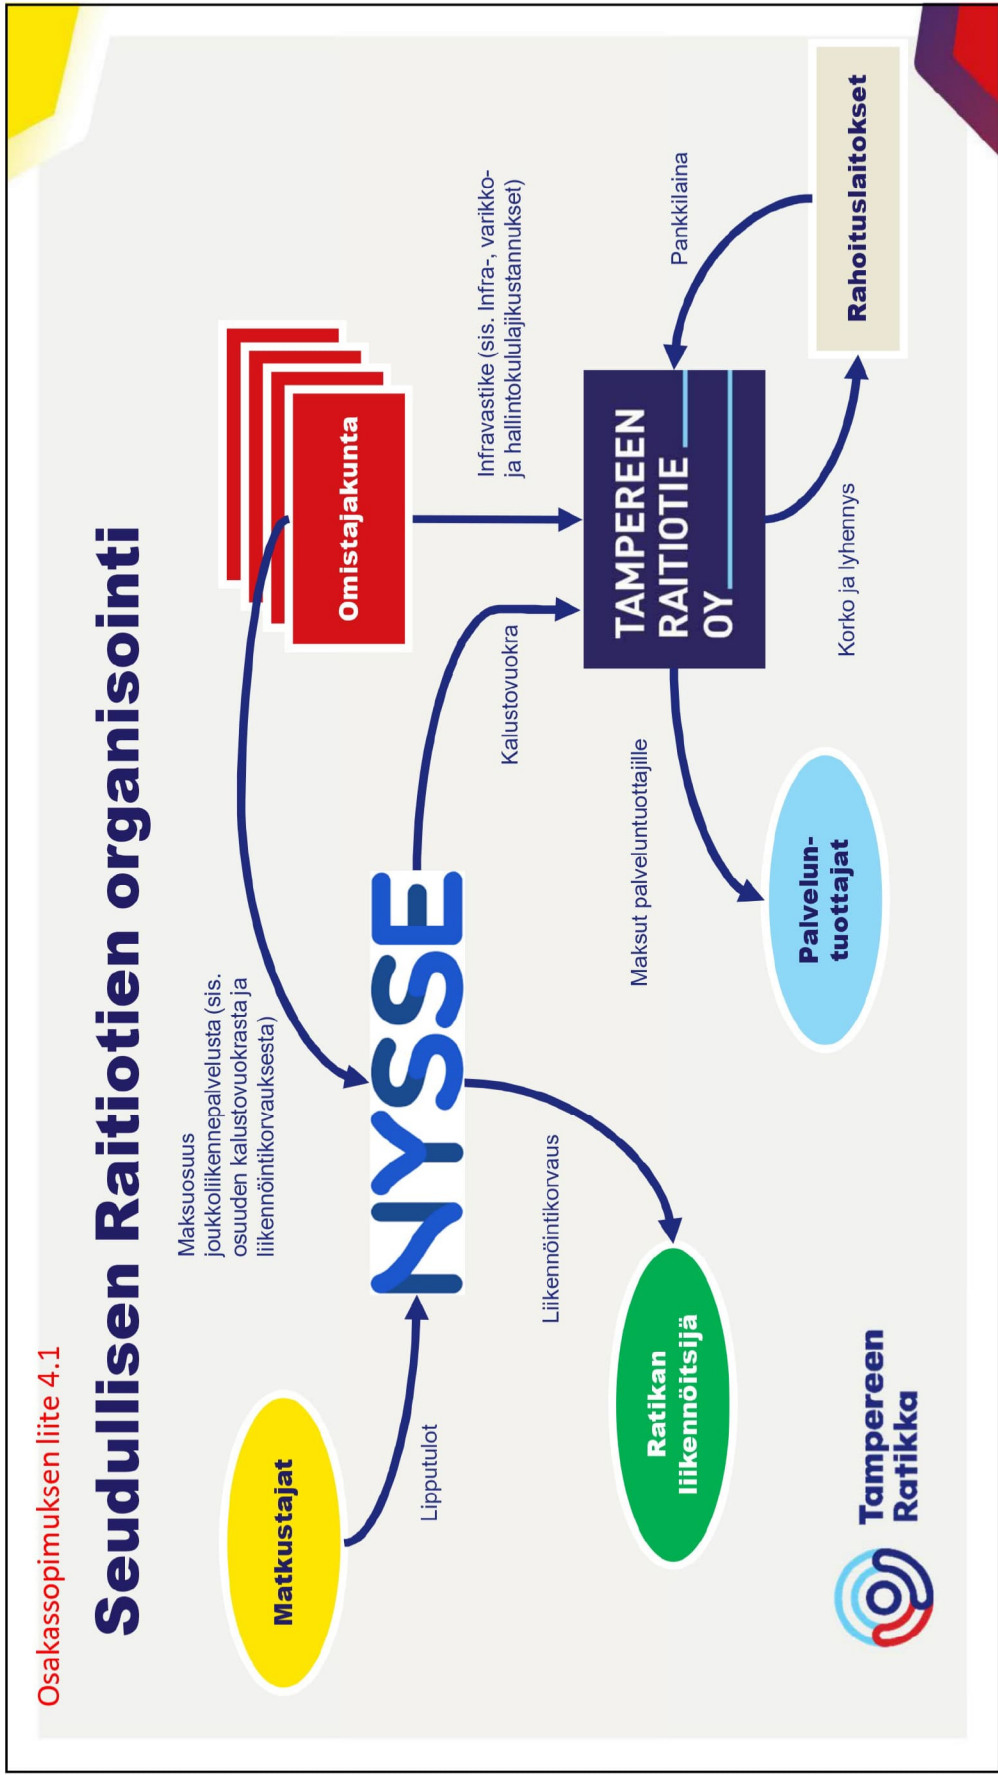 Osakassopimuksen liite 4.1
Seudullisen Raitiotien organisointi
Maksuosuus
joukkoliikennepalvelusta (sis.
osuuden kalustovuokrasta ja
liikennöintikorvauksesta)
Matkustajat
Omistajakunta
Lipputulot
NYSSE
Kalustovuokra
Infravastike (sis. Infra-, varikko-
ja hallintokululajikustannukset)
Liikennöintikorvaus
Maksut palveluntuottajille
TAMPEREEN
RAITIOTIE
OY
Pankkilaina
Ratikan
liikennöitsijä
Palvelun-
tuottajat
Korko ja lyhennys
Rahoituslaitokset
Tampereen
Ratikka